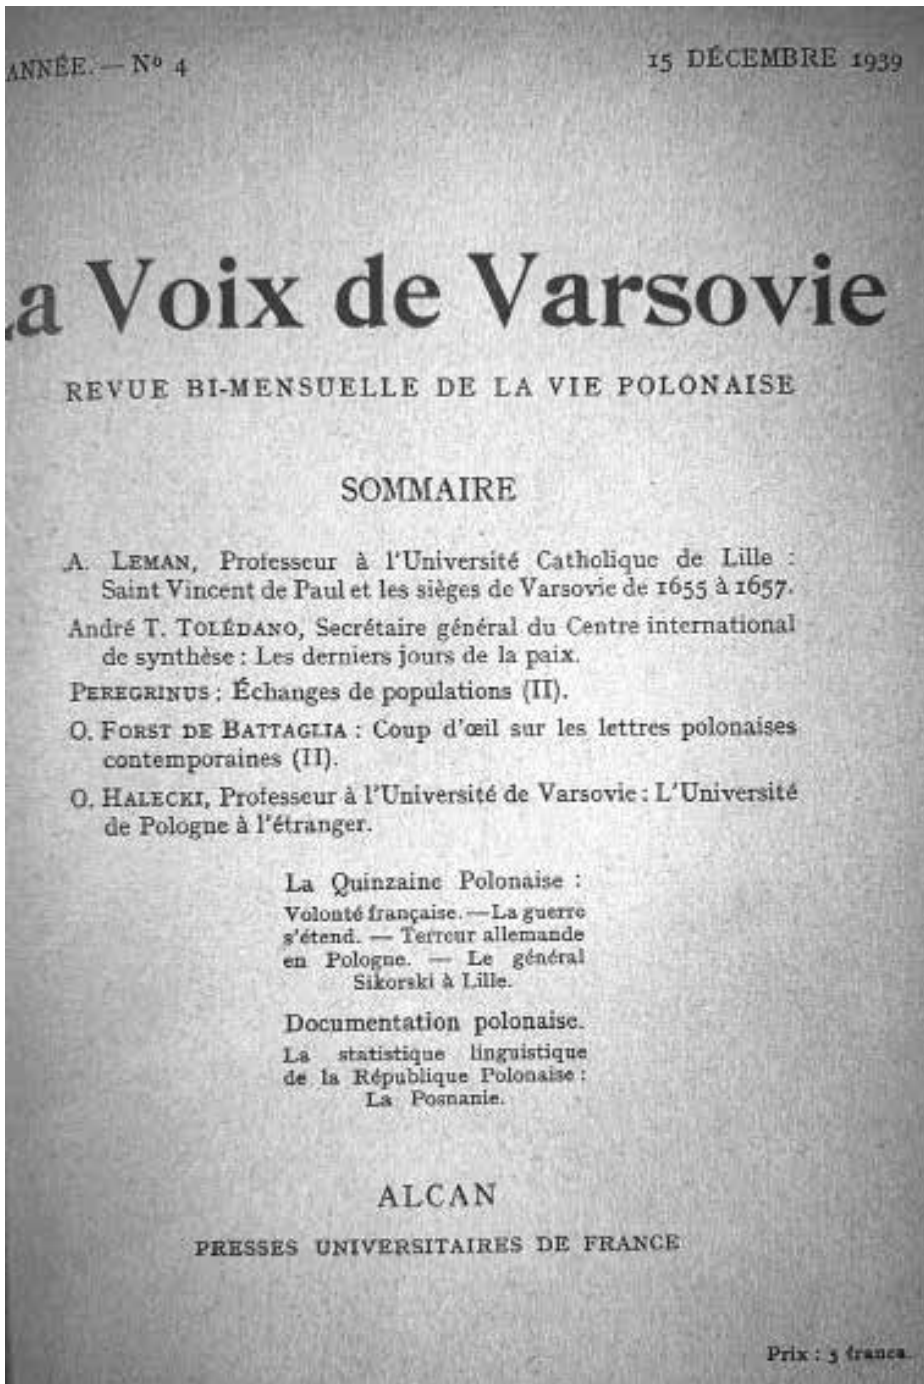 ANNÉE. — Nº 4
15 DÉCEMBRE 1939
La Voix de Varsovie
REVUE BI-MENSUELLE DE LA VIE POLONAISE
SOMMAIRE
A. LEMAN, Professeur à l'Université Catholique de Lille :
Saint Vincent de Paul et les sièges de Varsovie de 1655 à 1657.
André T. TOLÉDANO, Secrétaire général du Centre international
de synthèse : Les derniers jours de la paix.
PEREGRINUS : Échanges de populations (II).
O. FORST DE BATTAGLIA : Coup d'œil sur les lettres polonaises
contemporaines (II).
O. HALECKI, Professeur à l'Université de Varsovie : L'Université
de Pologne à l'étranger.
La Quinzaine Polonaise :
Volonté française. — La guerre
s'étend. — Terreur allemande
en Pologne. — Le général
Sikorski à Lille.
Documentation polonaise.
La statistique linguistique
de la République Polonaise :
La Posnanie.
ALCAN
PRESSES UNIVERSITAIRES DE FRANCE
Prix : 5 francs.